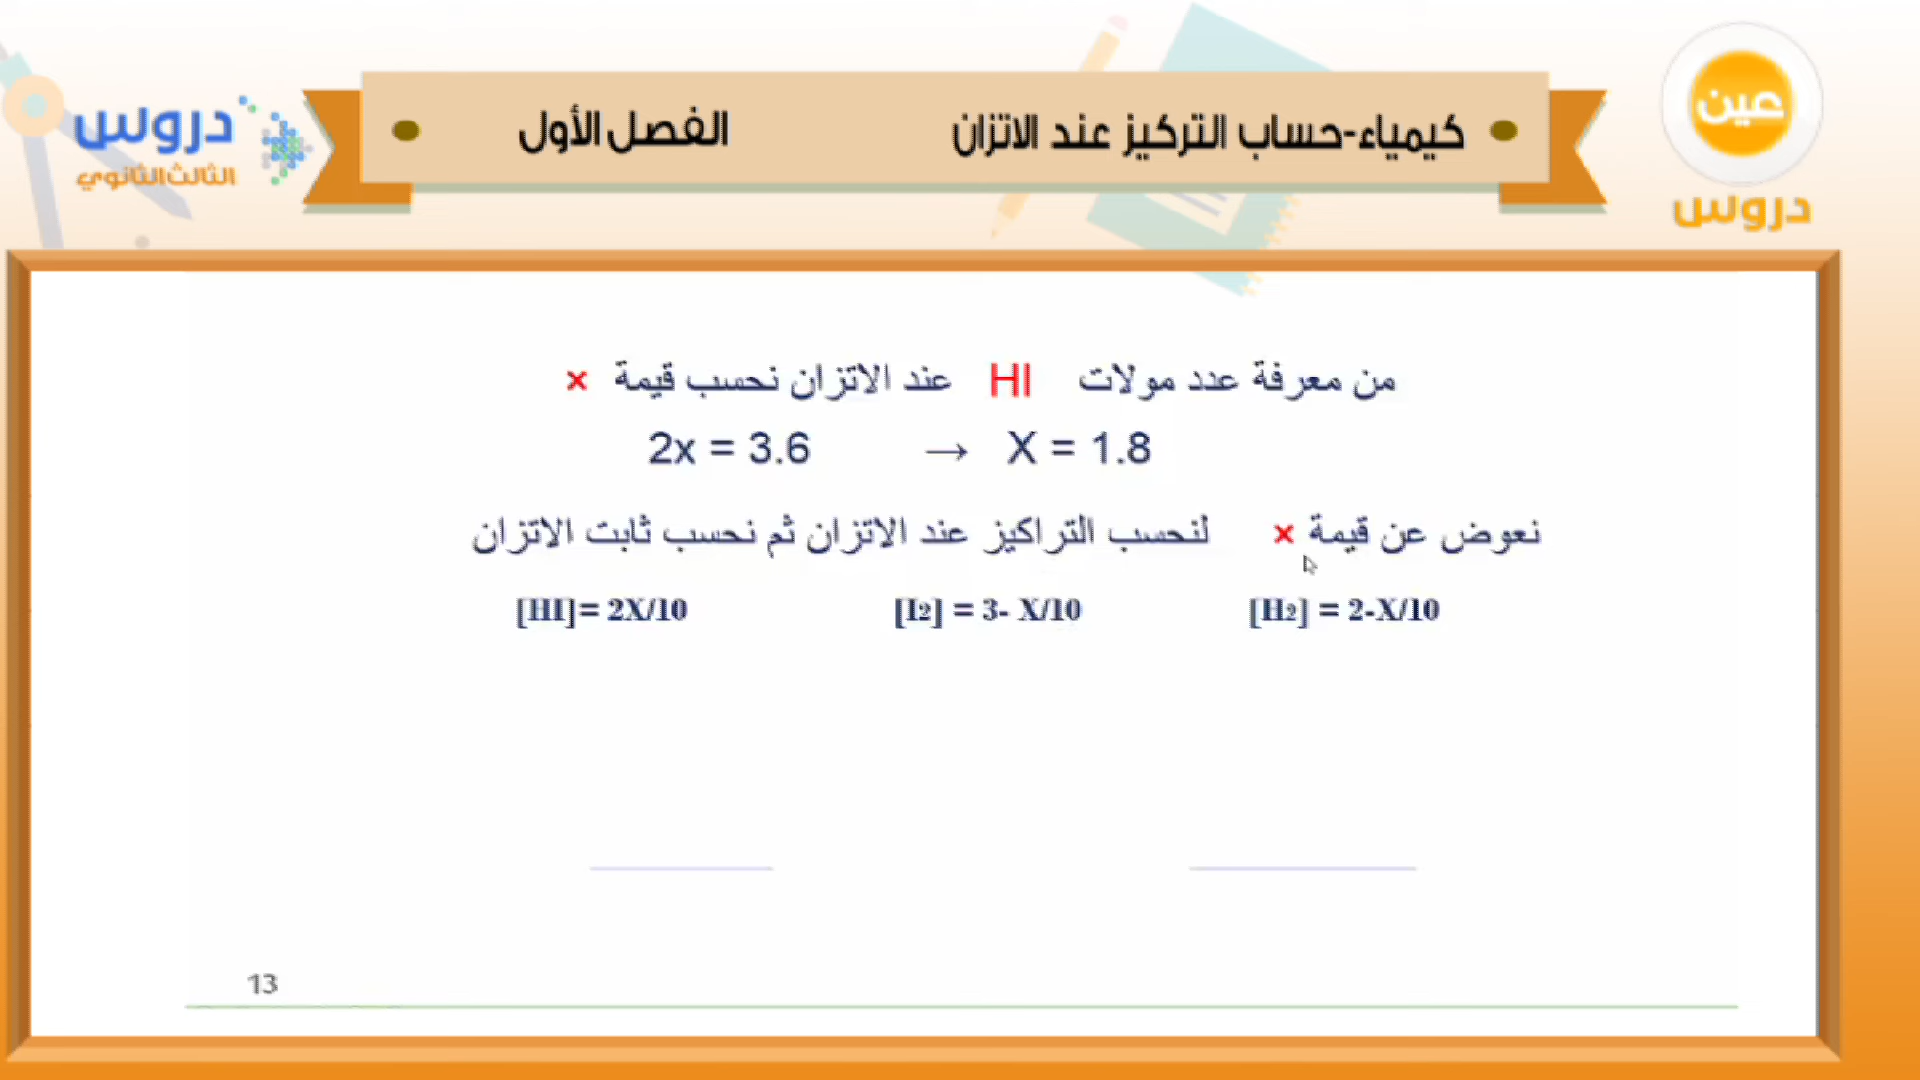 عين
دروس
كيمياء-حساب التركيز عند الاتزان
الفصل الأول
دروس
الثالث الثانوي
من معرفة عدد مولات HI عند الاتزان نحسب قيمة ×
2x = 3.6 → X = 1.8
نعوض عن قيمة × لنحسب التراكيز عند الاتزان ثم نحسب ثابت الاتزان
[HI]= 2X/10 [I2] = 3- X/10 [H2] = 2-X/10
13